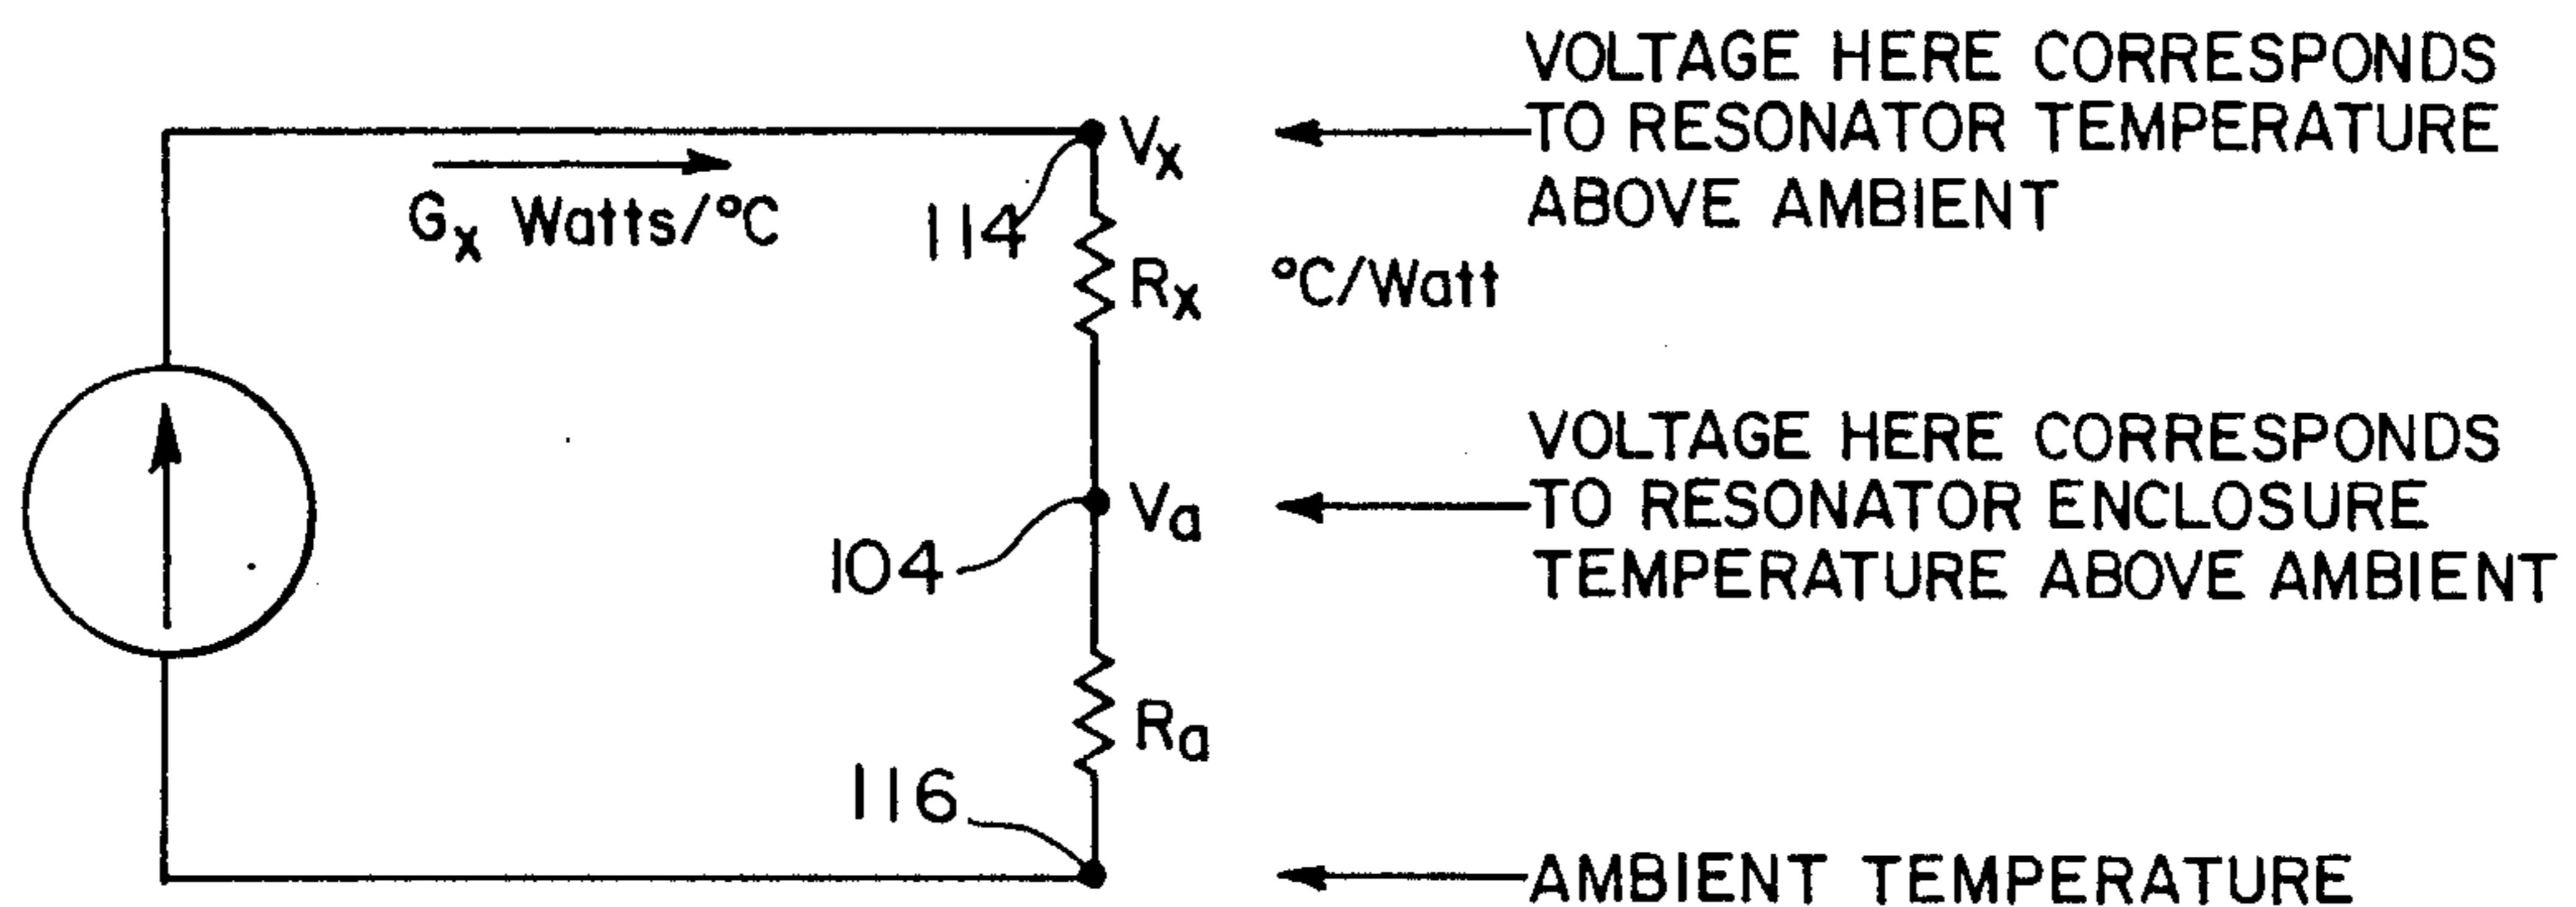 VOLTAGE HERE CORRESPONDS
TO RESONATOR TEMPERATURE
ABOVE AMBIENT
Vx
Gx Watts/°C
114
Rx °C/Watt
VOLTAGE HERE CORRESPONDS
TO RESONATOR ENCLOSURE
TEMPERATURE ABOVE AMBIENT
Va
104
Ra
116
AMBIENT TEMPERATURE